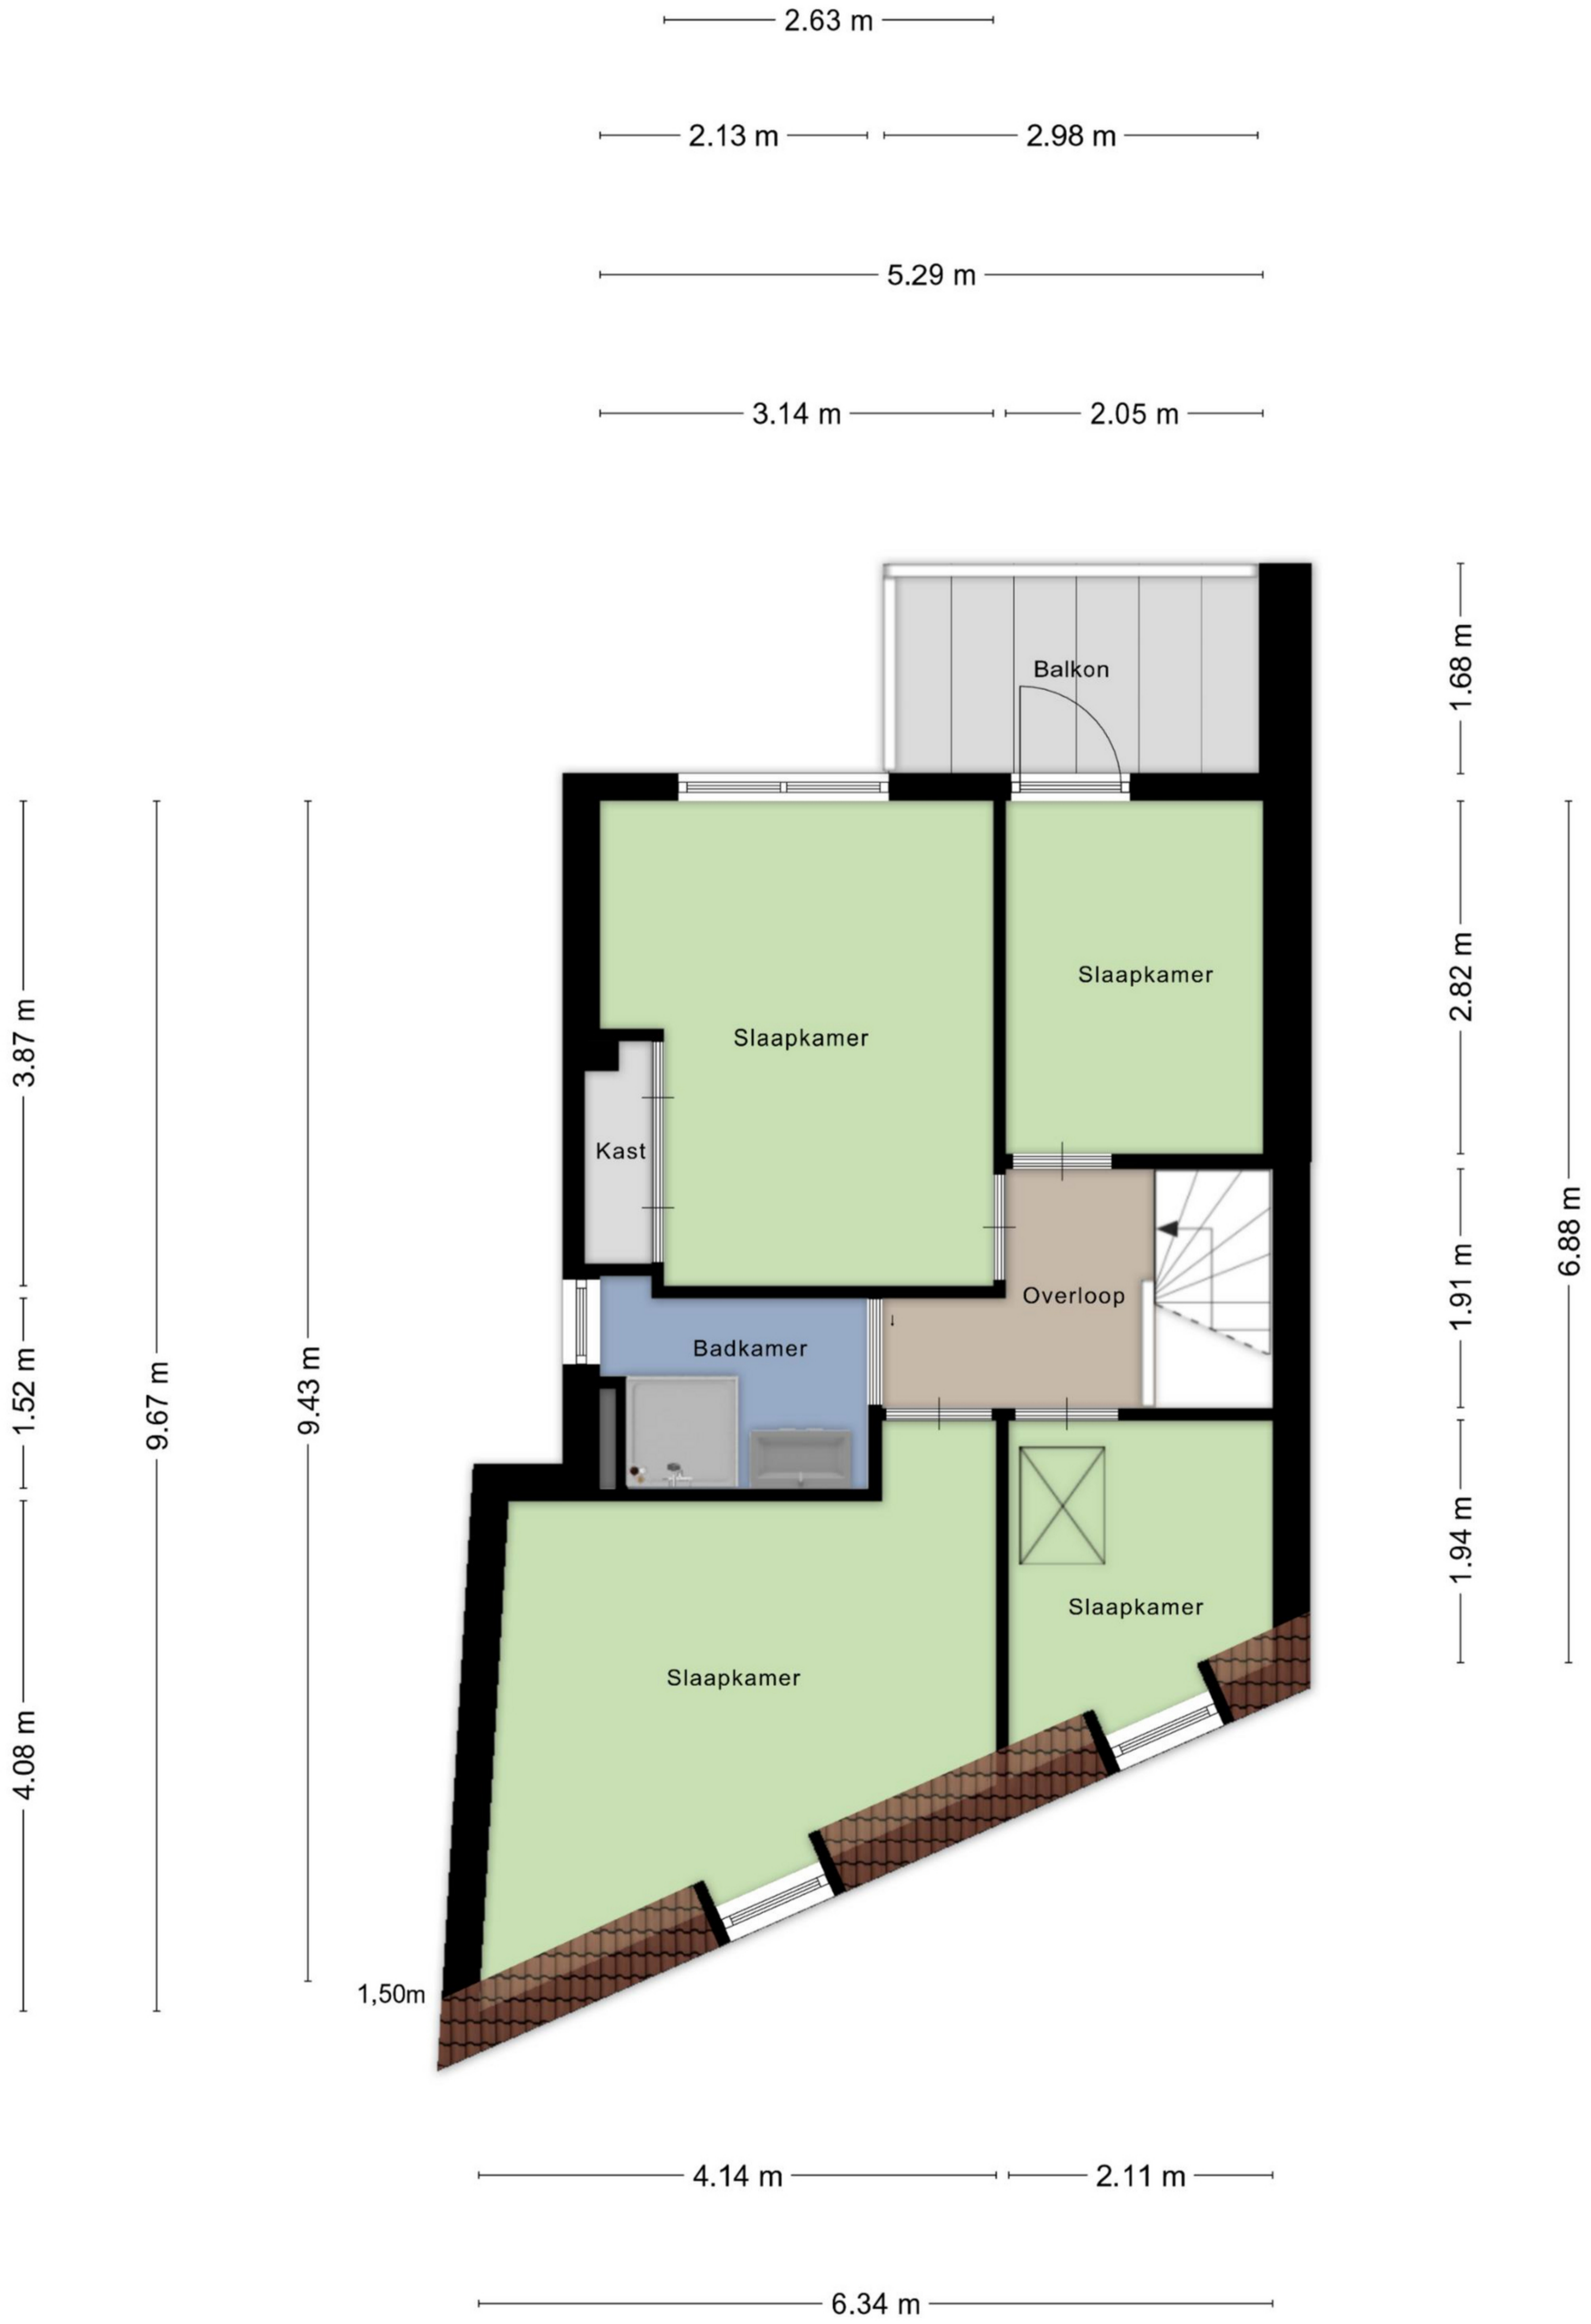 2.63 m
2.13 m
2.98 m
5.29 m
3.14 m
2.05 m
Balkon
1.68 m
Slaapkamer
2.82 m
3.87 m
Slaapkamer
Kast
6.88 m
Overloop
1.91 m
Badkamer
1.52 m
9.67 m
9.43 m
1.94 m
Slaapkamer
Slaapkamer
4.08 m
1,50m
4.14 m
2.11 m
6.34 m